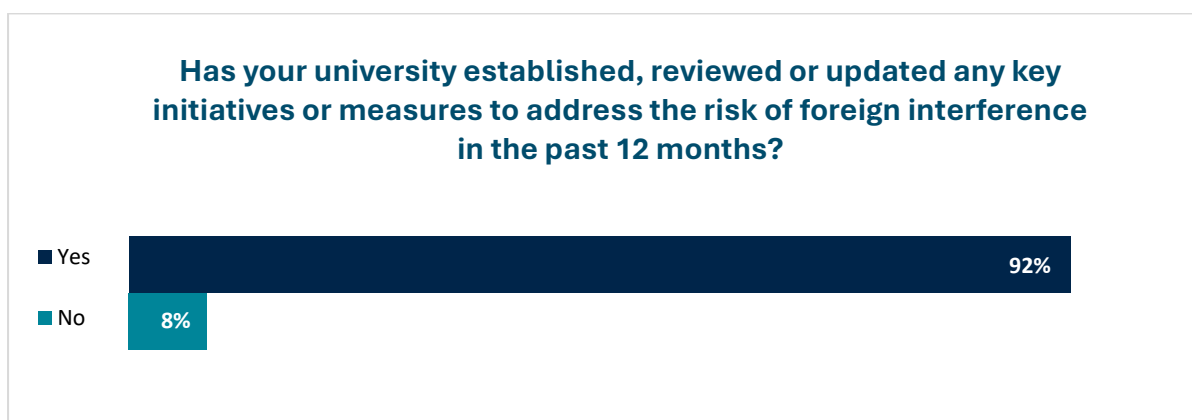 Has your university established, reviewed or updated any key
initiatives or measures to address the risk of foreign interference
in the past 12 months?
Yes
92%
No
8%